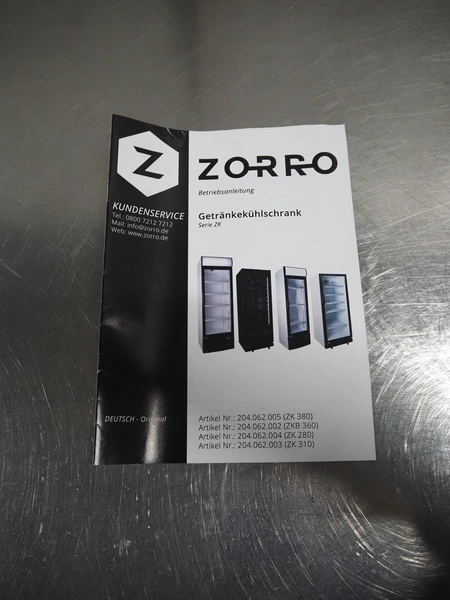 Z
ZORRO
Betriebsanleitung
KUNDENSERVICE
Tel.: 0800 7212 7212
Mail: info@zorro.de
Web: www.zorro.de
Getränkekühlschrank
Serie ZK
DEUTSCH - Original
Artikel Nr.: 204.062.005 (ZK 380)
Artikel Nr.: 204.062.002 (ZKB 360)
Artikel Nr.: 204.062.004 (ZK 280)
Artikel Nr.: 204.062.003 (ZK 310)